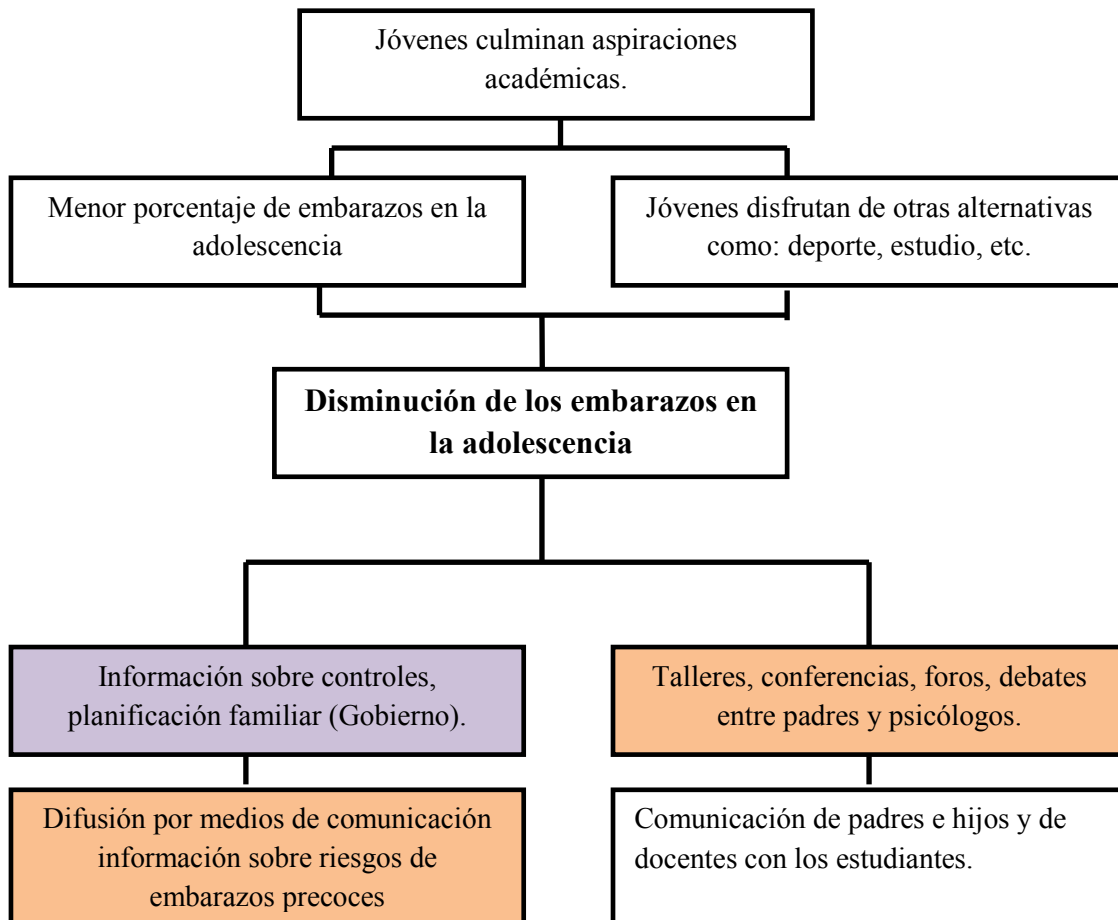 Jóvenes culminan aspiraciones
académicas.
Menor porcentaje de embarazos en la
adolescencia
Jóvenes disfrutan de otras alternativas
como: deporte, estudio, etc.
Disminución de los embarazos en
la adolescencia
Información sobre controles,
planificación familiar (Gobierno).
Talleres, conferencias, foros, debates
entre padres y psicólogos.
Difusión por medios de comunicación
información sobre riesgos de
embarazos precoces
Comunicación de padres e hijos y de
docentes con los estudiantes.